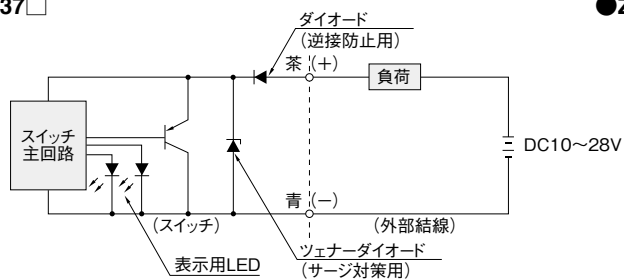 37□
●Z
ダイオード
(逆接防止用)
茶 (+)
負荷
スイッチ
主回路
DC10〜28V
青 (−)
(スイッチ)
(外部結線)
ツェナーダイオード
(サージ対策用)
表示用LED